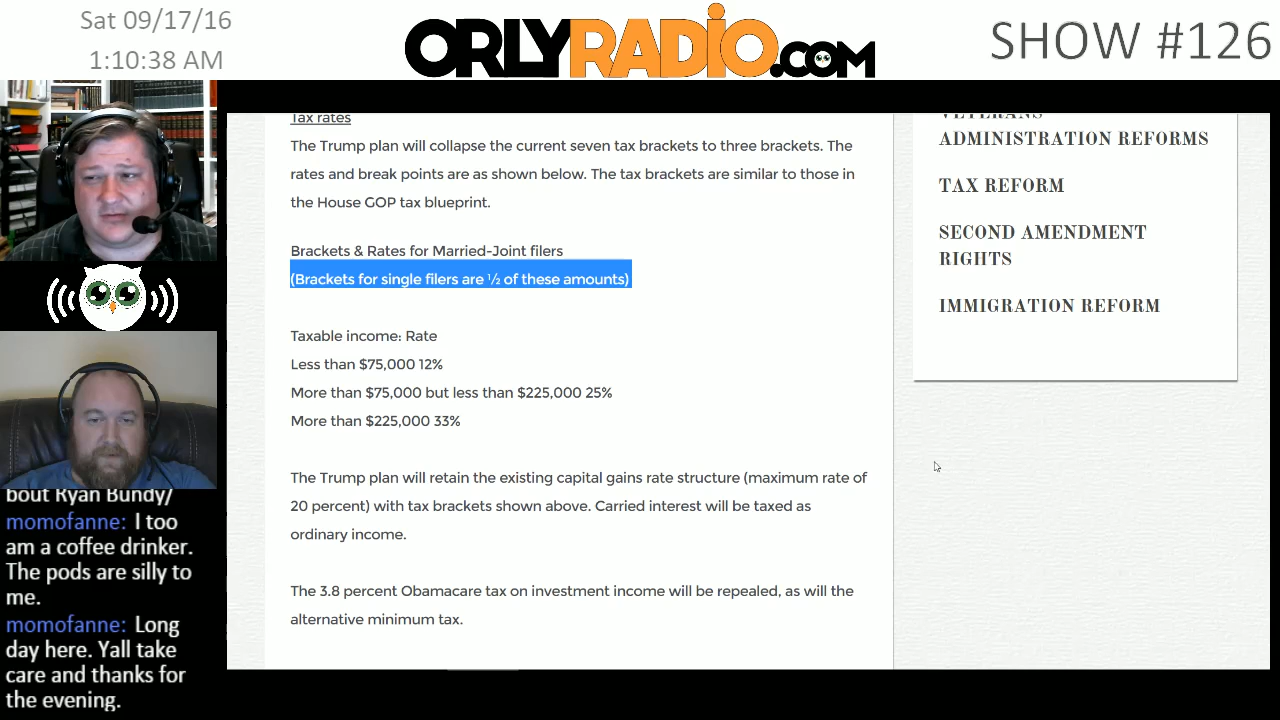 Sat 09/17/16
1:10:38 AM
ORLYRADiO.COM
SHOW #126
Tax rates
The Trump plan will collapse the current seven tax brackets to three brackets. The
rates and break points are as shown below. The tax brackets are similar to those in
the House GOP tax blueprint.
Brackets & Rates for Married-Joint filers
(Brackets for single filers are ½ of these amounts)
Taxable income: Rate
Less than $75,000 12%
More than $75,000 but less than $225,000 25%
More than $225,000 33%
The Trump plan will retain the existing capital gains rate structure (maximum rate of
20 percent) with tax brackets shown above. Carried interest will be taxed as
ordinary income.
The 3.8 percent Obamacare tax on investment income will be repealed, as will the
alternative minimum tax.
VETERANS
ADMINISTRATION REFORMS
TAX REFORM
SECOND AMENDMENT
RIGHTS
IMMIGRATION REFORM
bout Ryan Bundy/
momofanne: I too
am a coffee drinker.
The pods are silly to
me.
momofanne: Long
day here. Yall take
care and thanks for
the evening.